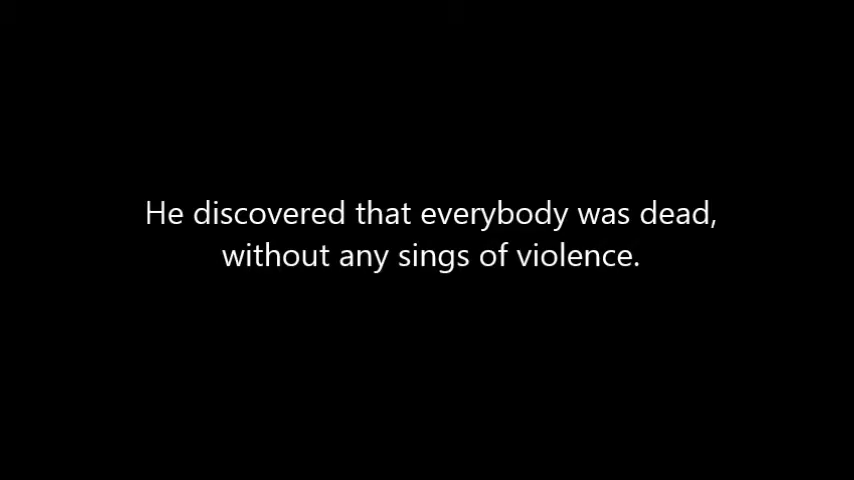 He discovered that everybody was dead,
without any sings of violence.